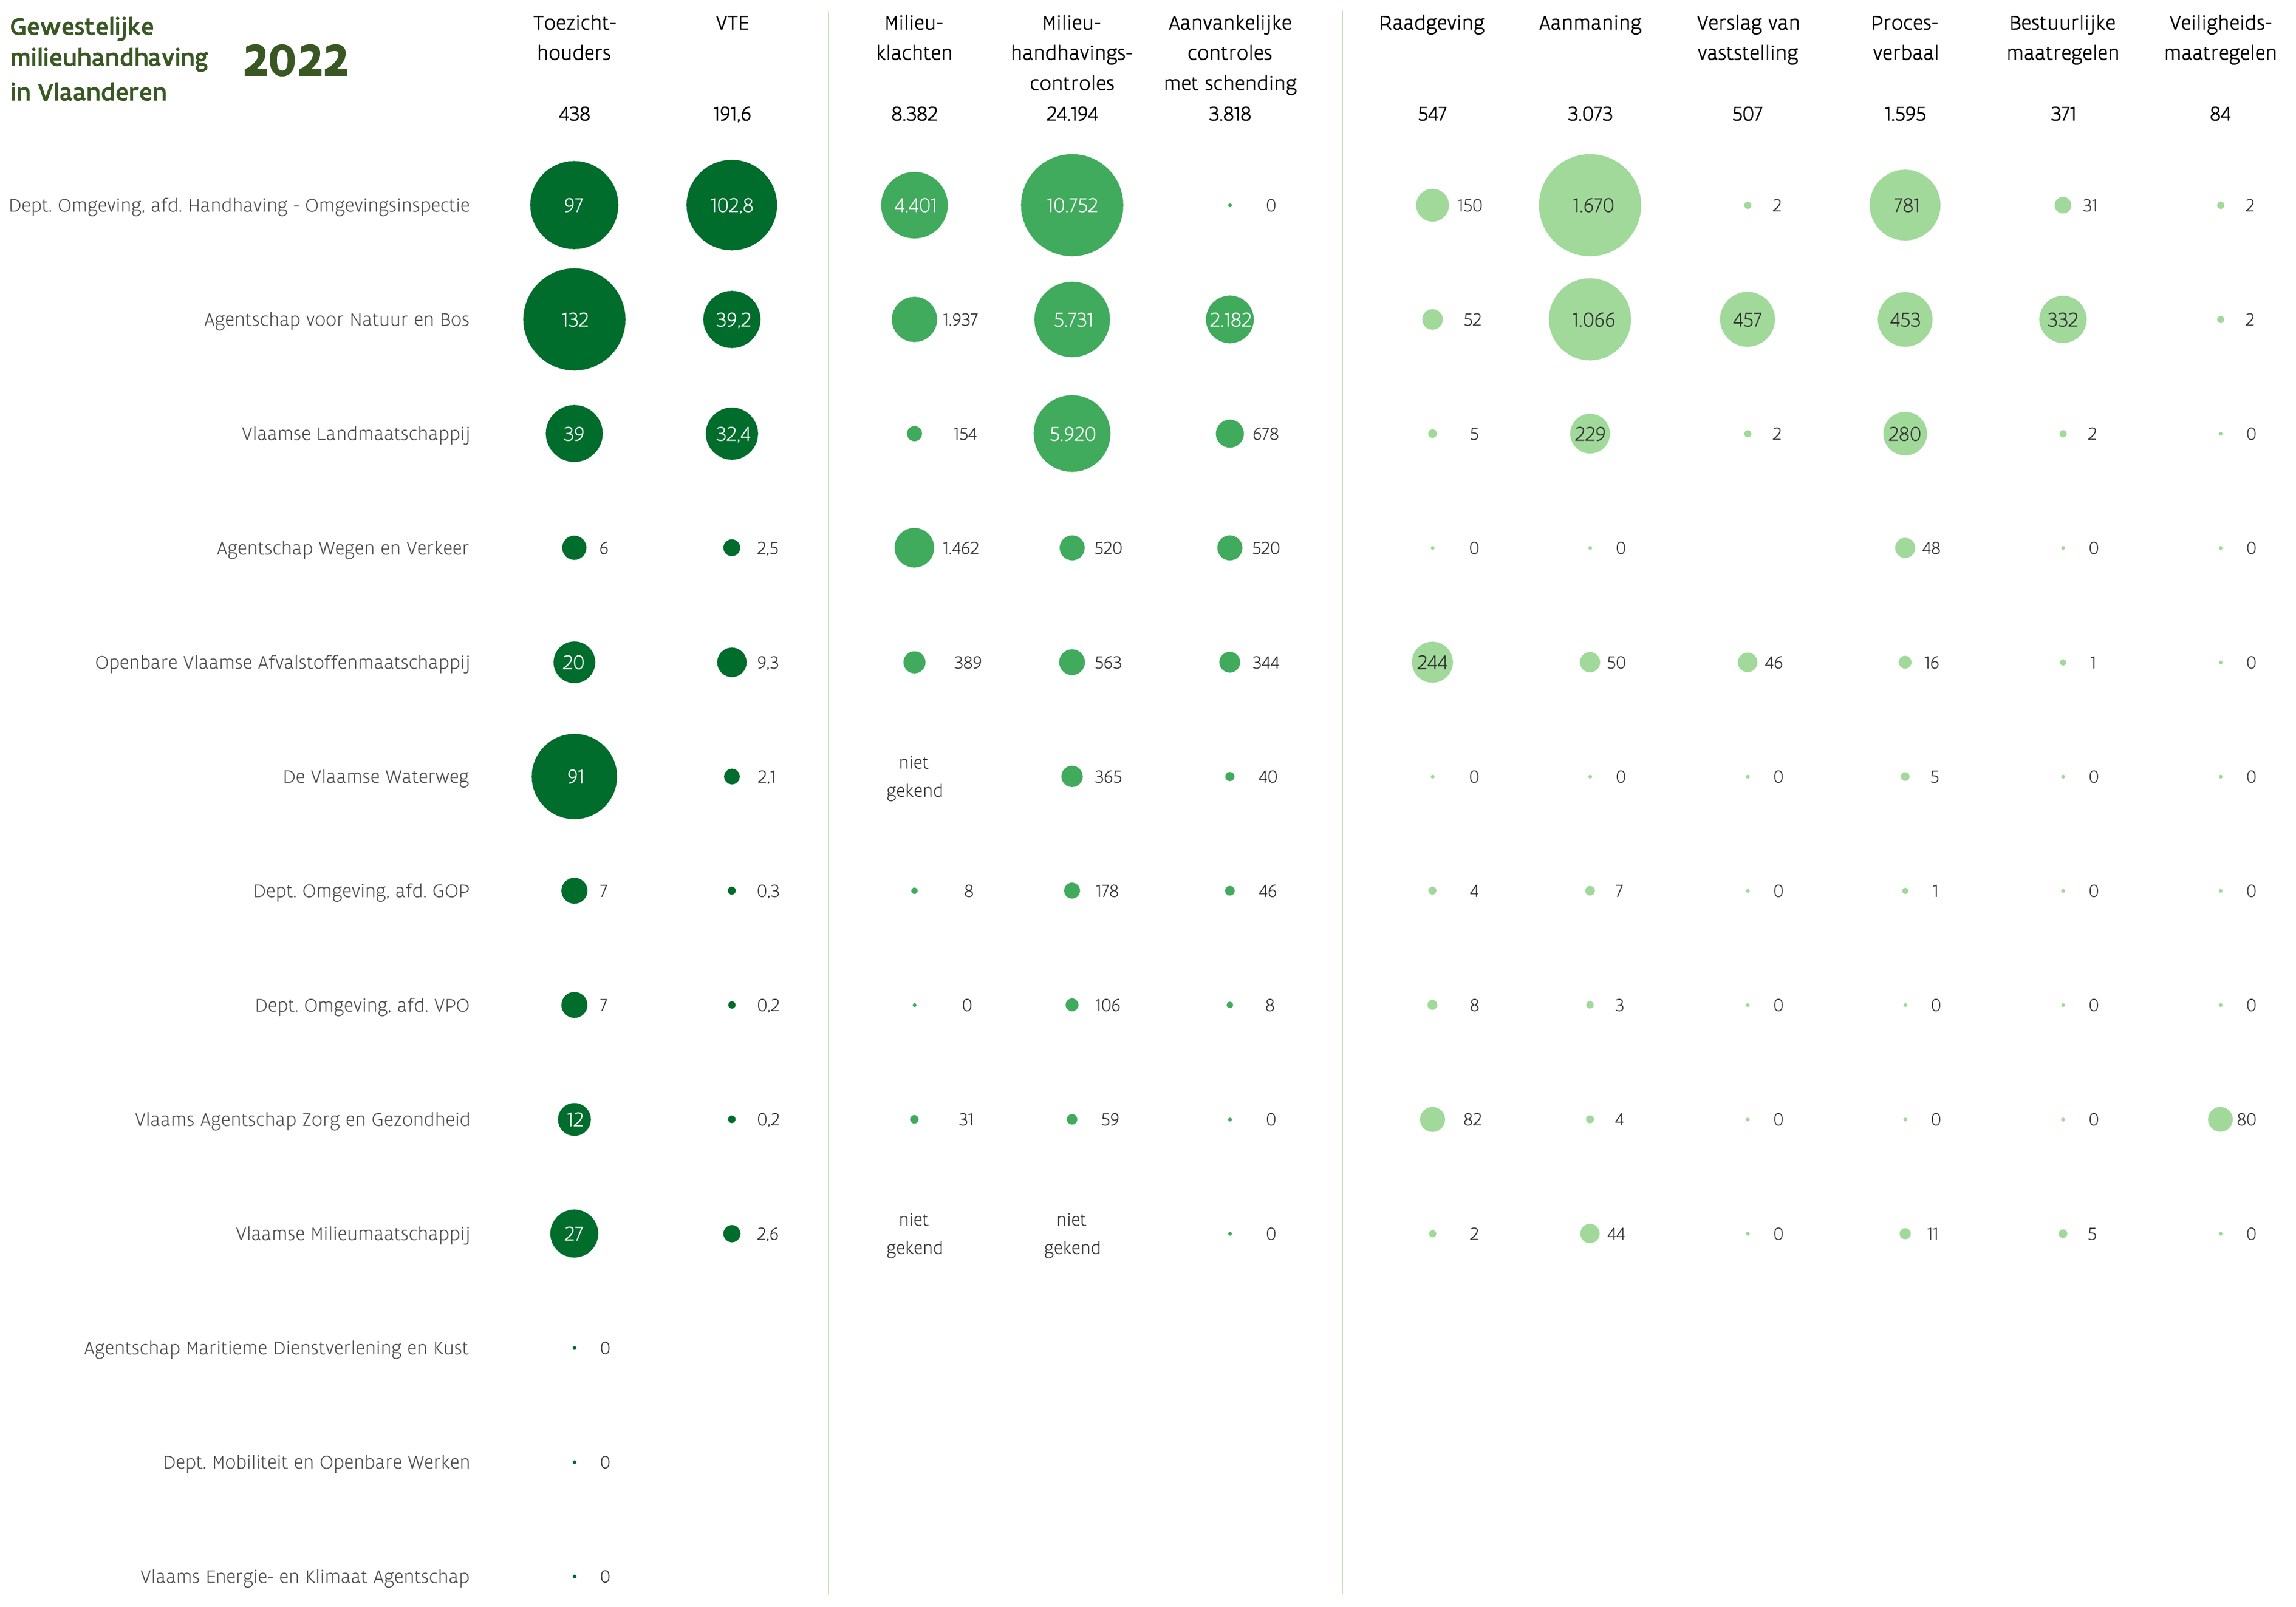 Gewestelijke
milieuhandhaving
in Vlaanderen
2022
Toezicht-
houders
VTE
Milieu-
klachten
Milieu-
handhavings-
controles
Aanvankelijke
controles
met schending
Raadgeving
Aanmaning
Verslag van
vaststelling
Proces-
verbaal
Bestuurlijke
maatregelen
Veiligheids-
maatregelen
438 191,6 8.382 24.194 3.818 547 3.073 507 1.595 371 84
Dept. Omgeving, afd. Handhaving - Omgevingsinspectie 97 102,8 4.401 10.752 0 150 1.670 2 781 31 2
Agentschap voor Natuur en Bos 132 39,2 1.937 5.731 2.182 52 1.066 457 453 332 2
Vlaamse Landmaatschappij 39 32,4 154 5.920 678 5 229 2 280 2 0
Agentschap Wegen en Verkeer 6 2,5 1.462 520 520 0 0 48 0 0
Openbare Vlaamse Afvalstoffenmaatschappij 20 9,3 389 563 344 244 50 46 16 1 0
De Vlaamse Waterweg 91 2,1 niet gekend 365 40 0 0 0 5 0 0
Dept. Omgeving, afd. GOP 7 0,3 8 178 46 4 7 0 1 0 0
Dept. Omgeving, afd. VPO 7 0,2 0 106 8 8 3 0 0 0 0
Vlaams Agentschap Zorg en Gezondheid 12 0,2 31 59 0 82 4 0 0 0 80
Vlaamse Milieumaatschappij 27 2,6 niet gekend niet gekend 0 2 44 0 11 5 0
Agentschap Maritieme Dienstverlening en Kust 0
Dept. Mobiliteit en Openbare Werken 0
Vlaams Energie- en Klimaat Agentschap 0